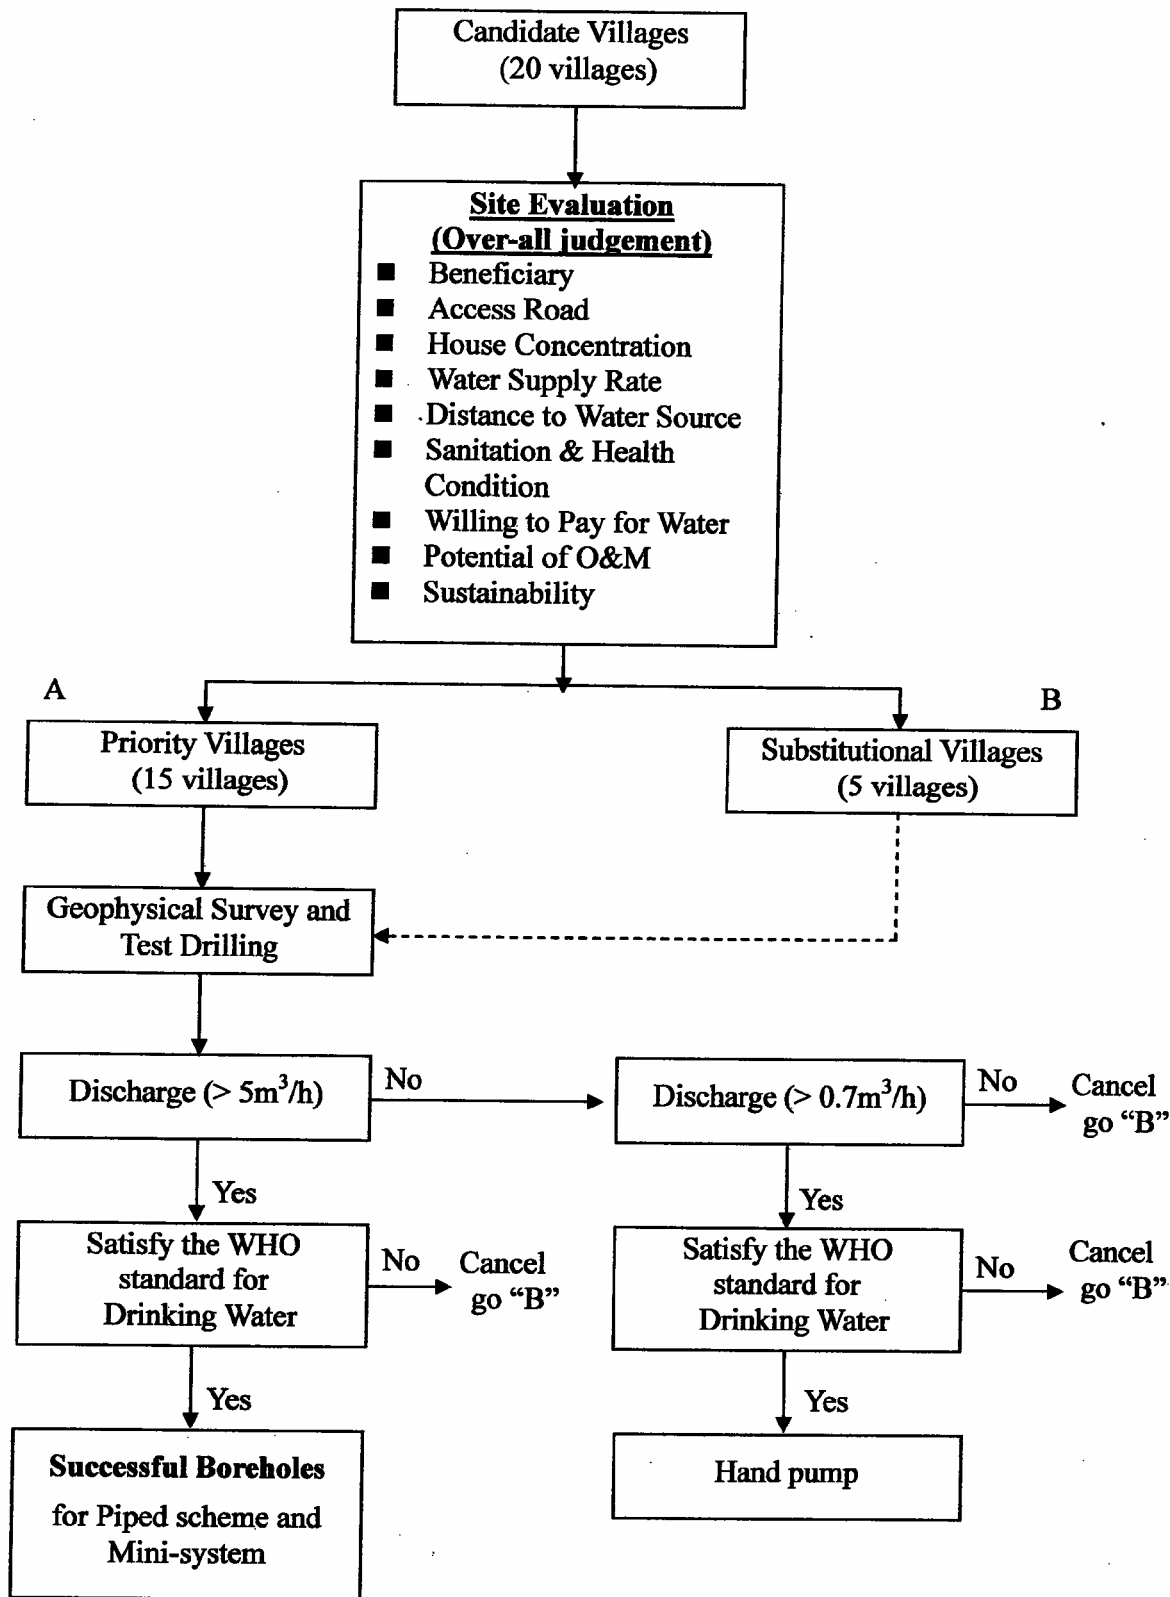 Candidate Villages
(20 villages)
Site Evaluation
(Over-all judgement)
■ Beneficiary
■ Access Road
■ House Concentration
■ Water Supply Rate
■ Distance to Water Source
■ Sanitation & Health
Condition
■ Willing to Pay for Water
■ Potential of O&M
■ Sustainability
A
B
Priority Villages
(15 villages)
Substitutional Villages
(5 villages)
Geophysical Survey and
Test Drilling
Discharge (> 5m³/h)
No
Discharge (> 0.7m³/h)
No
Cancel
go “B”
Yes
Yes
Satisfy the WHO
standard for
Drinking Water
No
Cancel
go “B”
Satisfy the WHO
standard for
Drinking Water
No
Cancel
go “B”
Yes
Yes
Successful Boreholes
for Piped scheme and
Mini-system
Hand pump